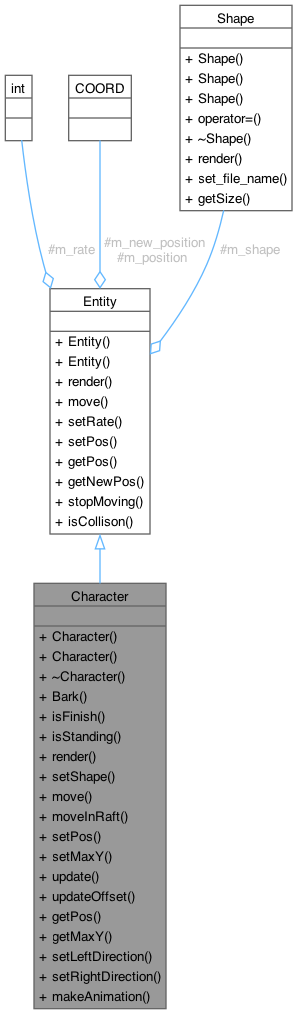 Shape
+ Shape()
+ Shape()
+ Shape()
+ operator=()
+ ~Shape()
+ render()
+ set_file_name()
+ getSize()
int
COORD
#m_rate
#m_new_position
#m_position
#m_shape
Entity
+ Entity()
+ Entity()
+ render()
+ move()
+ setRate()
+ setPos()
+ getPos()
+ getNewPos()
+ stopMoving()
+ isCollison()
Character
+ Character()
+ Character()
+ ~Character()
+ Bark()
+ isFinish()
+ isStanding()
+ render()
+ setShape()
+ move()
+ moveInRaft()
+ setPos()
+ setMaxY()
+ update()
+ updateOffset()
+ getPos()
+ getMaxY()
+ setLeftDirection()
+ setRightDirection()
+ makeAnimation()